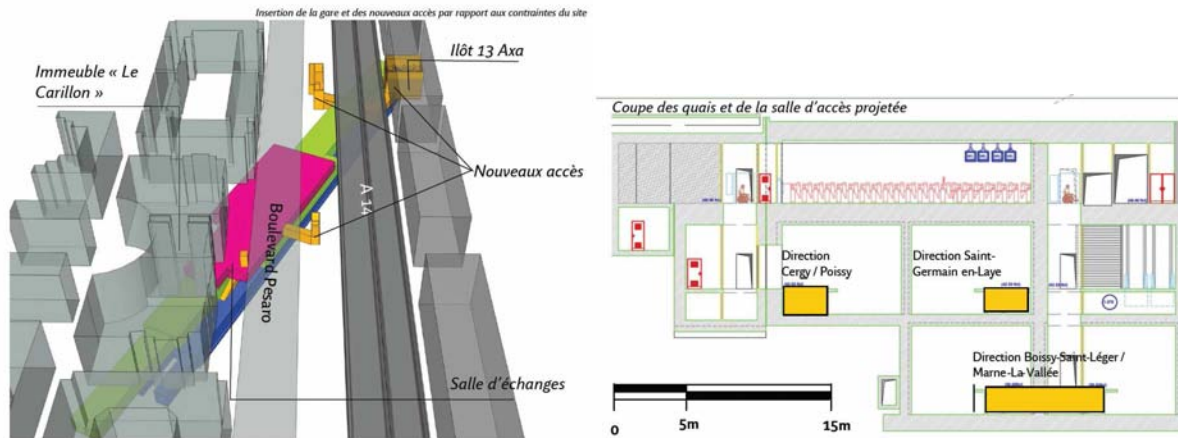 Insertion de la gare et des nouveaux accès par rapport aux contraintes du site
Immeuble « Le
Carillon »
Ilôt 13 Axa
Nouveaux accès
A 14
Boulevard Pesaro
Salle d'échanges
Coupe des quais et de la salle d'accès projetée
Direction
Cergy / Poissy
Direction Saint-
Germain en-Laye
Direction Boissy-Saint-Léger /
Marne-La-Vallée
0
5m
15m